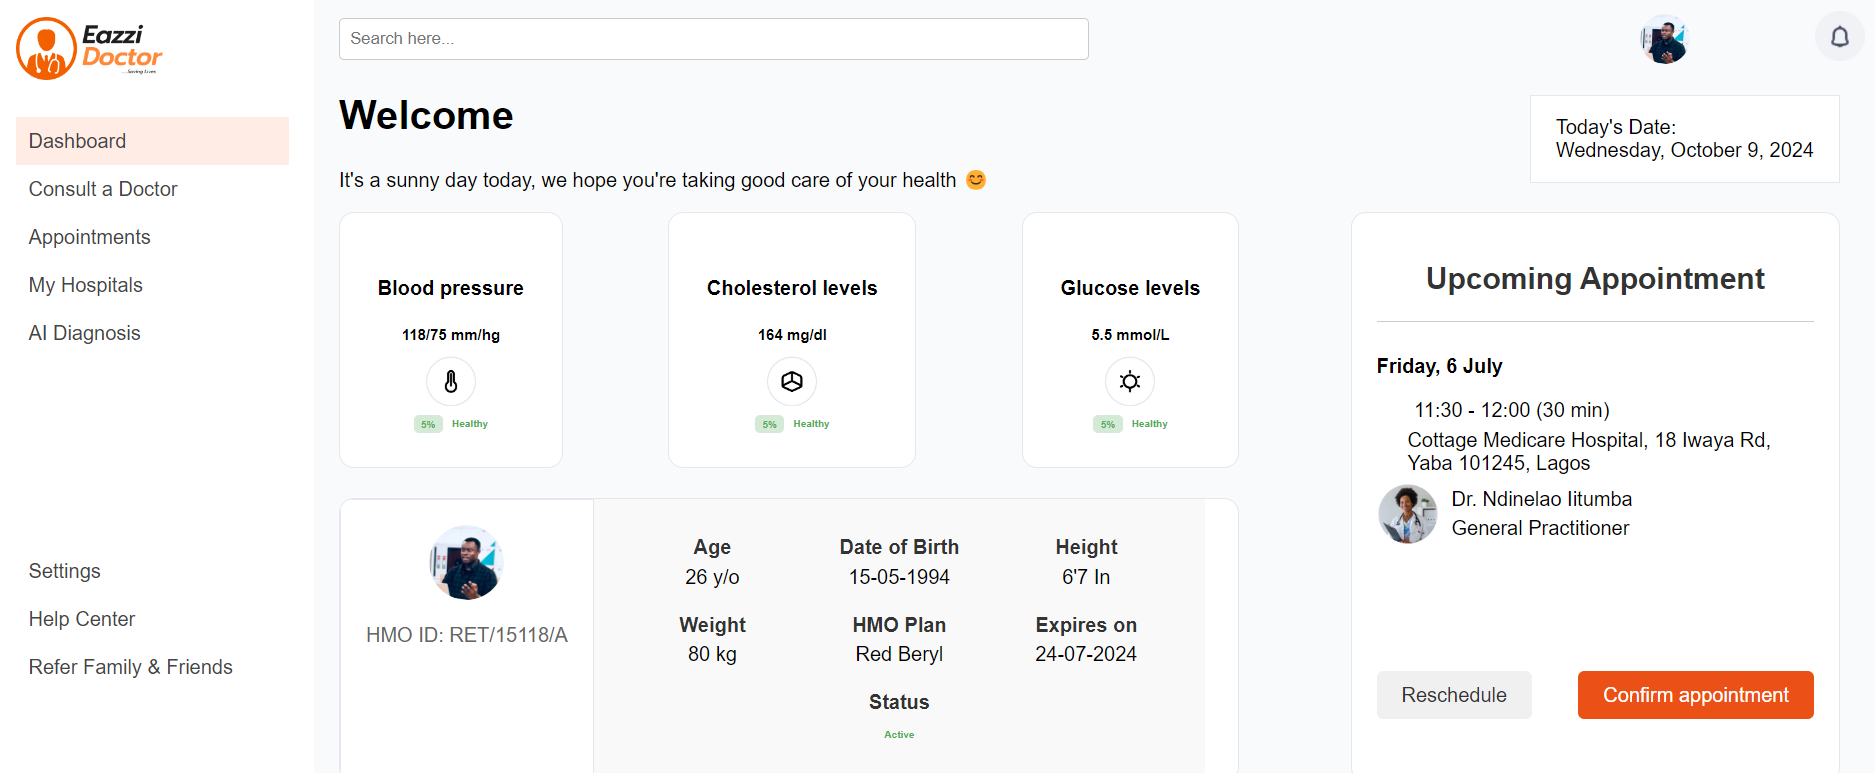 Eazzi
Doctor
...Saving Lives
Dashboard
Consult a Doctor
Appointments
My Hospitals
AI Diagnosis
Settings
Help Center
Refer Family & Friends
Search here...
Welcome
Today's Date:
Wednesday, October 9, 2024
It's a sunny day today, we hope you're taking good care of your health 😊
Blood pressure
118/75 mm/hg
5% Healthy
Cholesterol levels
164 mg/dl
5% Healthy
Glucose levels
5.5 mmol/L
5% Healthy
HMO ID: RET/15118/A
Age
26 y/o
Date of Birth
15-05-1994
Height
6'7 In
Weight
80 kg
HMO Plan
Red Beryl
Expires on
24-07-2024
Status
Active
Upcoming Appointment
Friday, 6 July
11:30 - 12:00 (30 min)
Cottage Medicare Hospital, 18 Iwaya Rd,
Yaba 101245, Lagos
Dr. Ndinelao Iitumba
General Practitioner
Reschedule
Confirm appointment